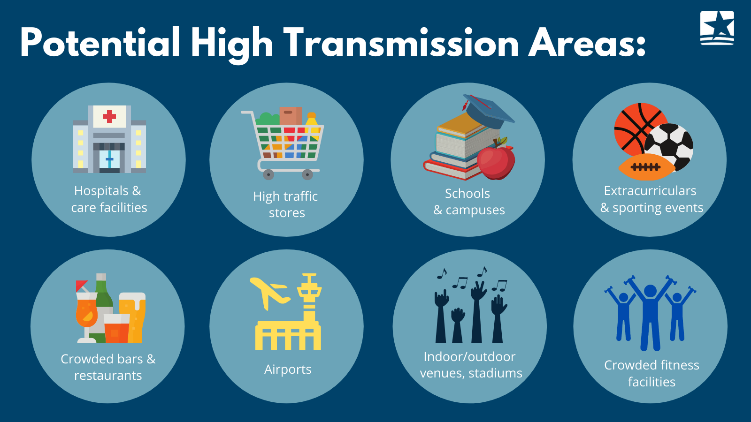 Potential High Transmission Areas:
Hospitals &
care facilities
High traffic
stores
Schools
& campuses
Extracurriculars
& sporting events
Crowded bars &
restaurants
Airports
Indoor/outdoor
venues, stadiums
Crowded fitness
facilities